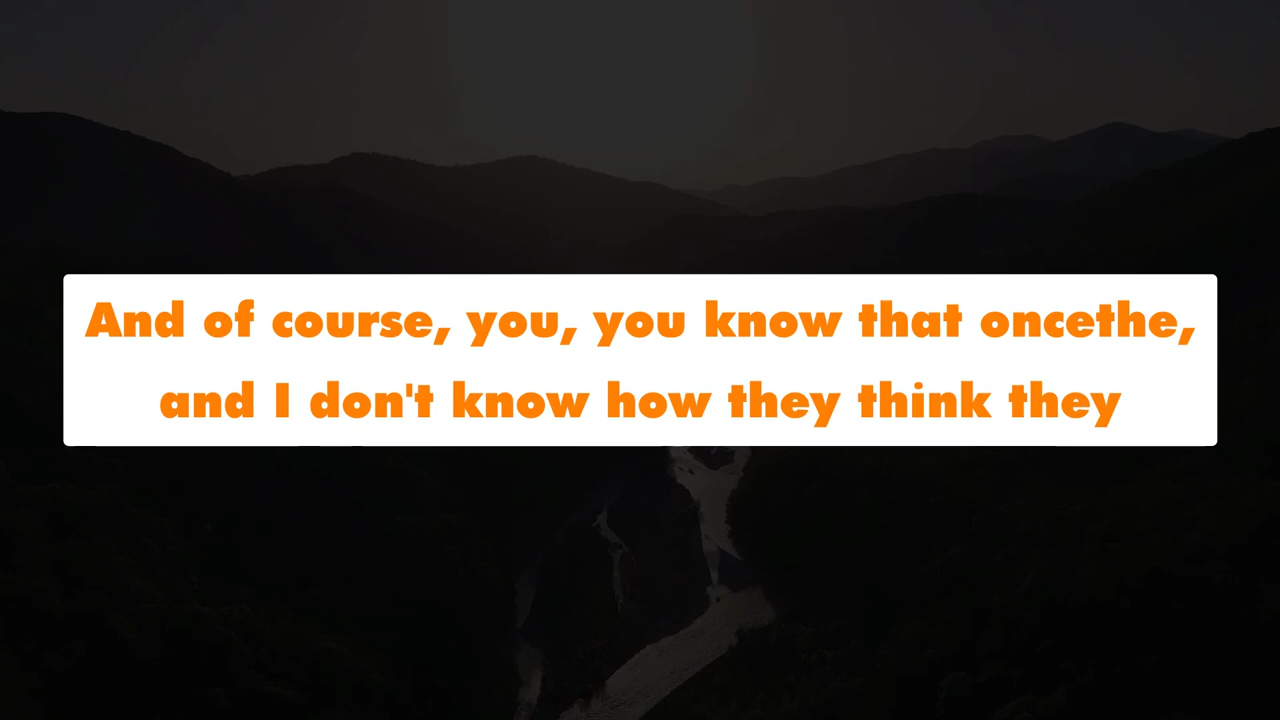 And of course, you, you know that oncethe,
and I don't know how they think they